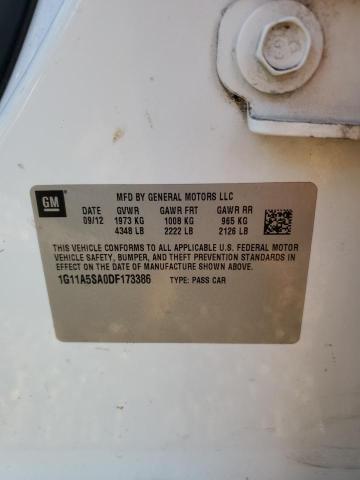 GM
MFD BY GENERAL MOTORS LLC
DATE GVWR GAWR FRT GAWR RR
09/12 1973 KG 1008 KG 965 KG
4348 LB 2222 LB 2126 LB
THIS VEHICLE CONFORMS TO ALL APPLICABLE U.S. FEDERAL MOTOR
VEHICLE SAFETY, BUMPER, AND THEFT PREVENTION STANDARDS
IN EFFECT ON THE DATE OF MANUFACTURE SHOWN ABOVE.
1G11A5SA0DF173386 TYPE: PASS CAR